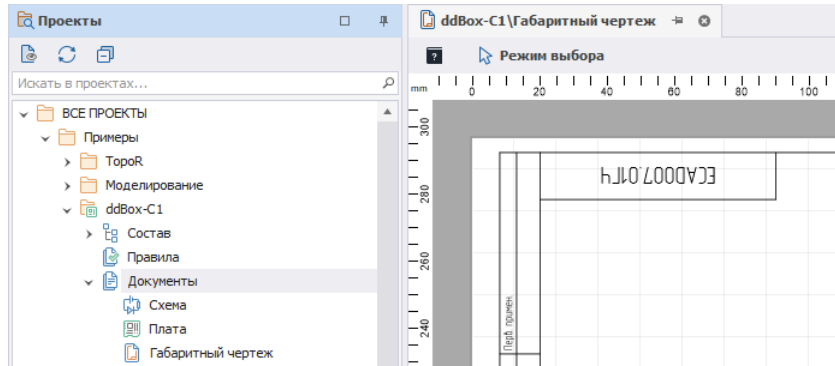 Проекты
ddBox-C1\Габаритный чертеж
Режим выбора
Искать в проектах...
mm
0 20 40 60 80 100
ВСЕ ПРОЕКТЫ
Примеры
TopoR
Моделирование
ddBox-C1
Состав
Правила
Документы
Схема
Плата
Габаритный чертеж
300
280
260
240
ECAD007.01ГЧ
Перв. примен.